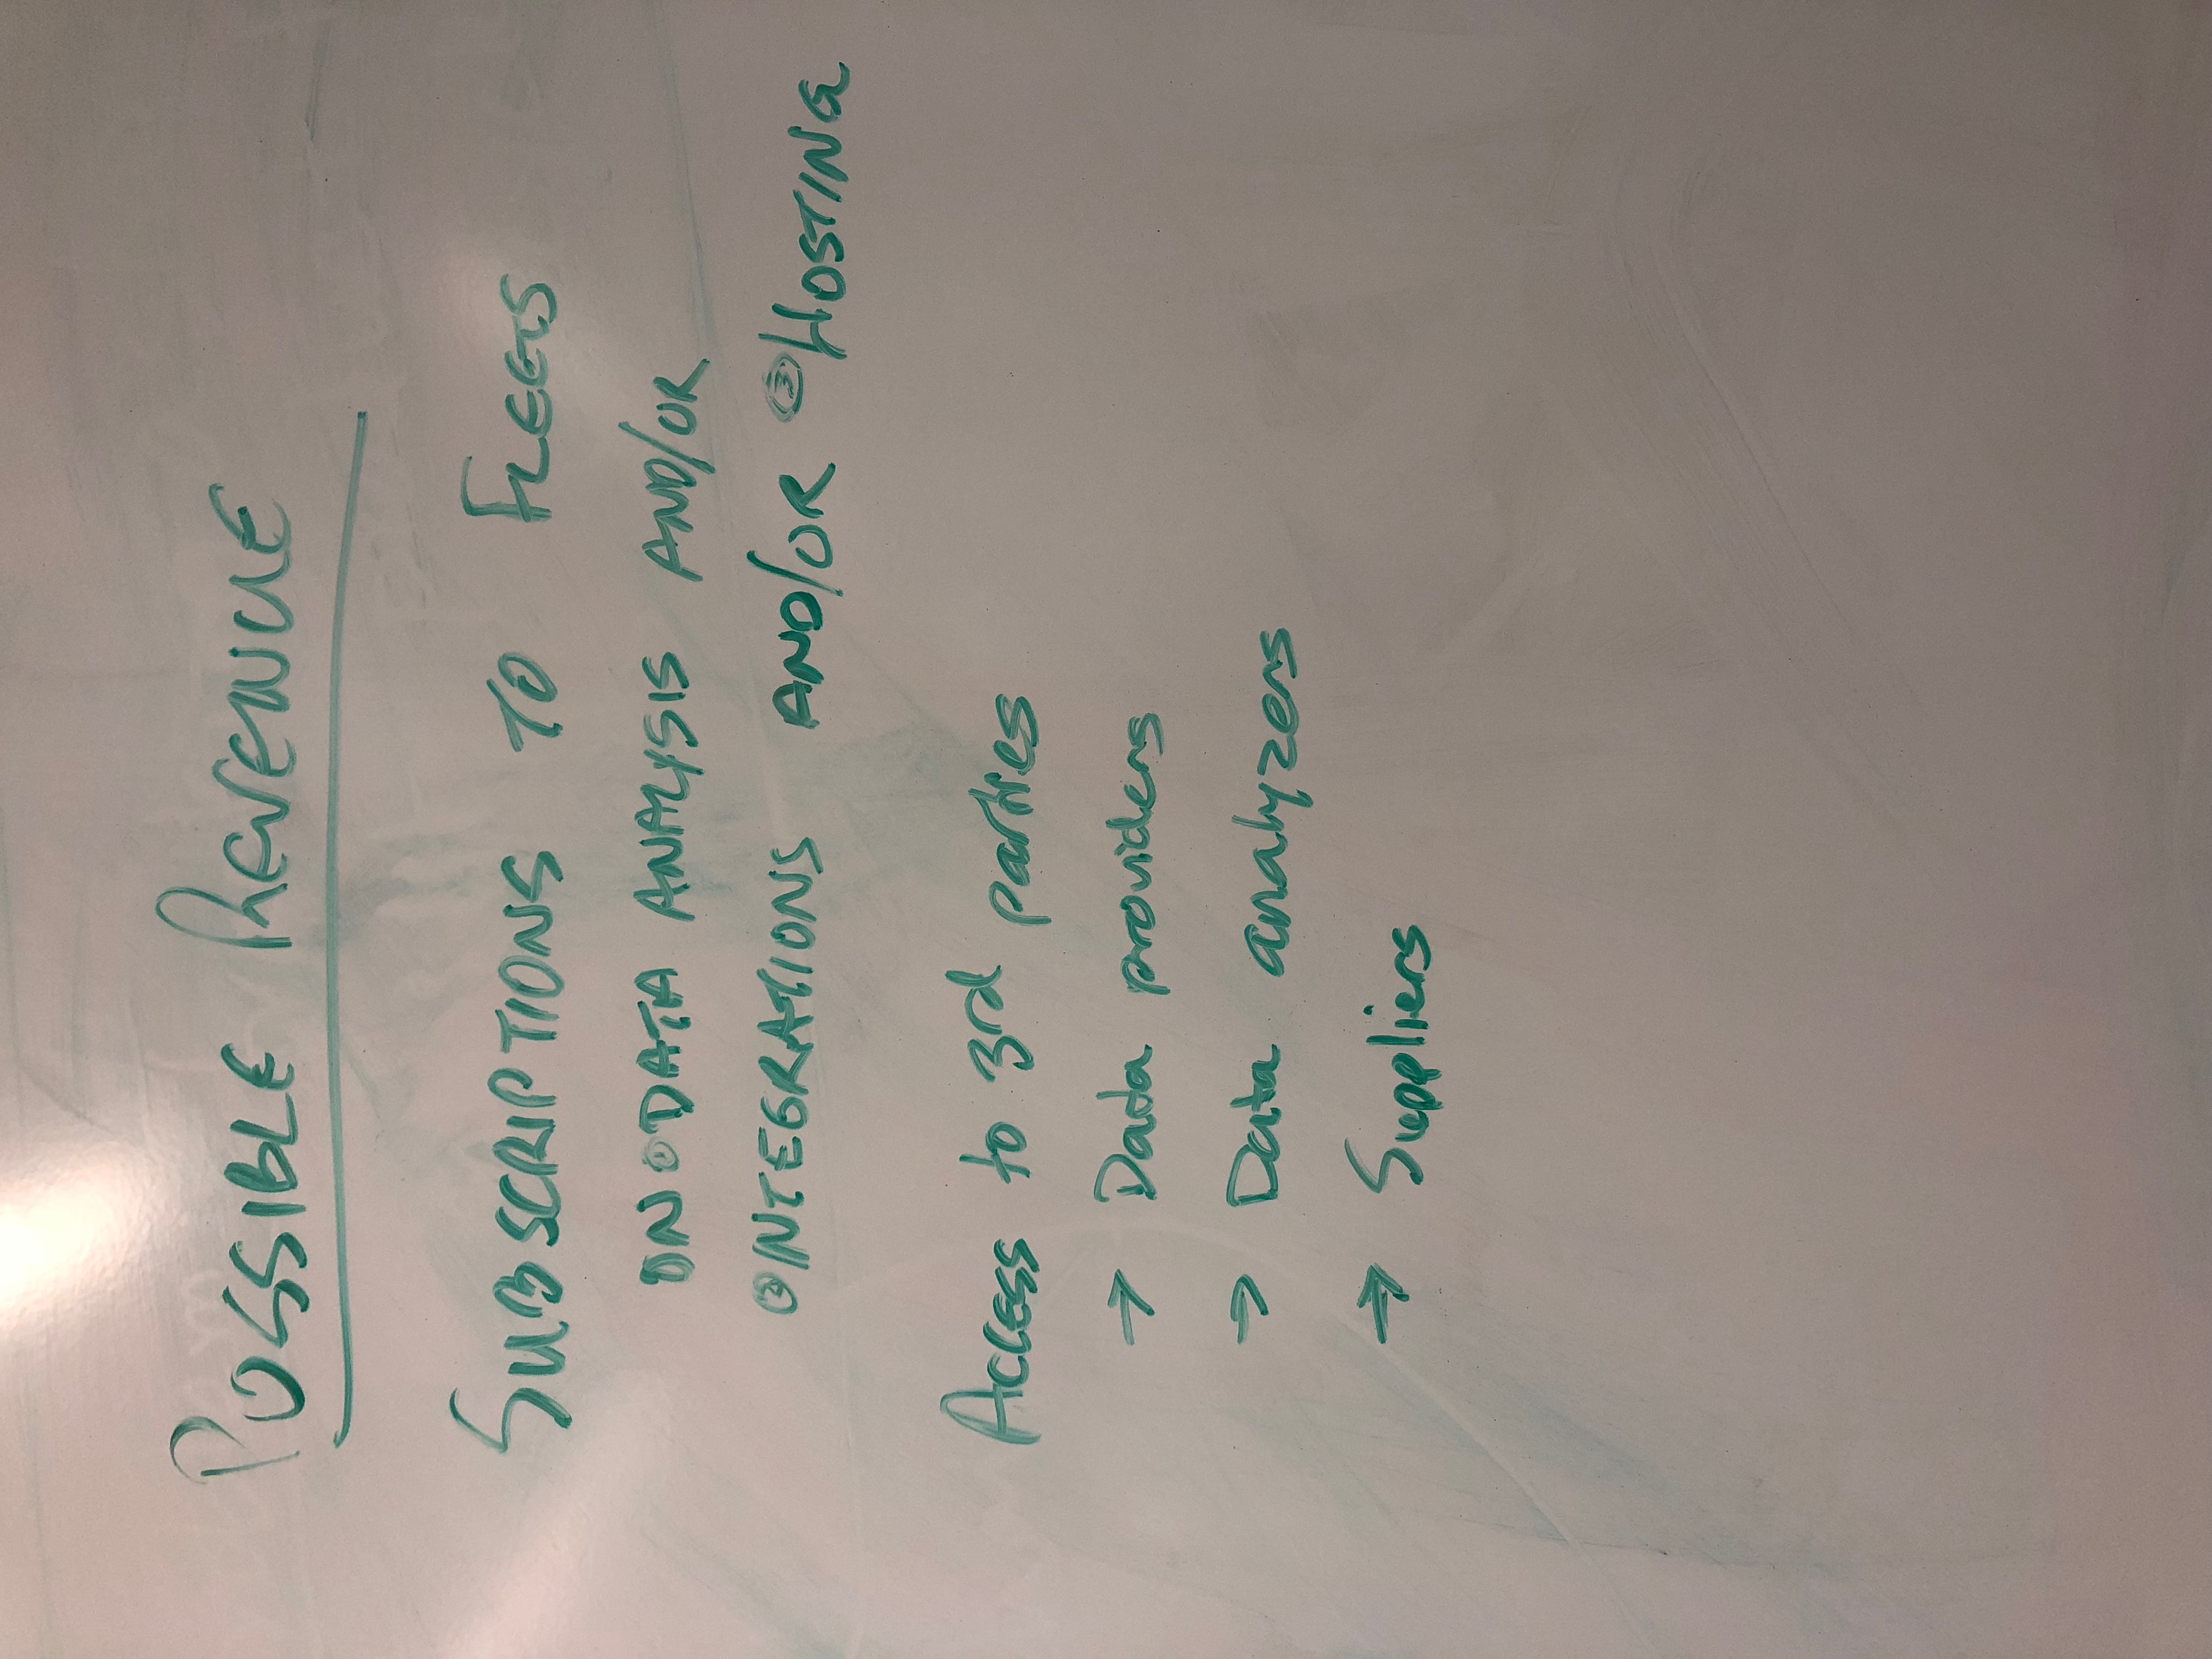 POSSIBLE REVENUE
SUBSCRIPTIONS TO FLEETS
ON ① DATA ANALYSIS AND/OR
② INTEGRATIONS AND/OR ③ HOSTING
Access to 3rd parties
→ Data providers
→ Data analyzers
→ Suppliers